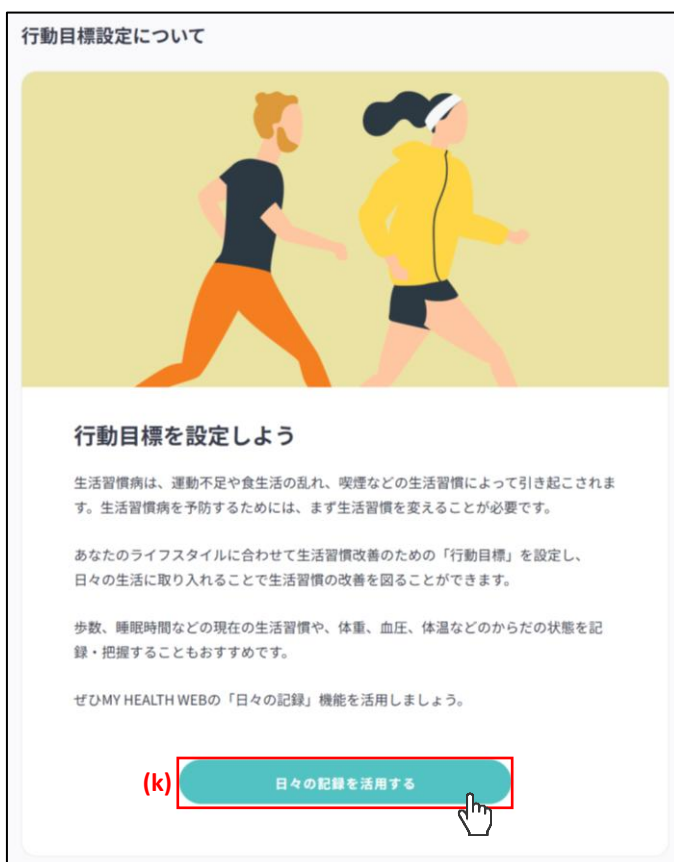 行動目標設定について
行動目標を設定しよう
生活習慣病は、運動不足や食生活の乱れ、喫煙などの生活習慣によって引き起こされま
す。生活習慣病を予防するためには、まず生活習慣を変えることが必要です。
あなたのライフスタイルに合わせて生活習慣改善のための「行動目標」を設定し、
日々の生活に取り入れることで生活習慣の改善を図ることができます。
歩数、睡眠時間などの現在の生活習慣や、体重、血圧、体温などのからだの状態を記
録・把握することもおすすめです。
ぜひMY HEALTH WEBの「日々の記録」機能を活用しましょう。
(k) 日々の記録を活用する